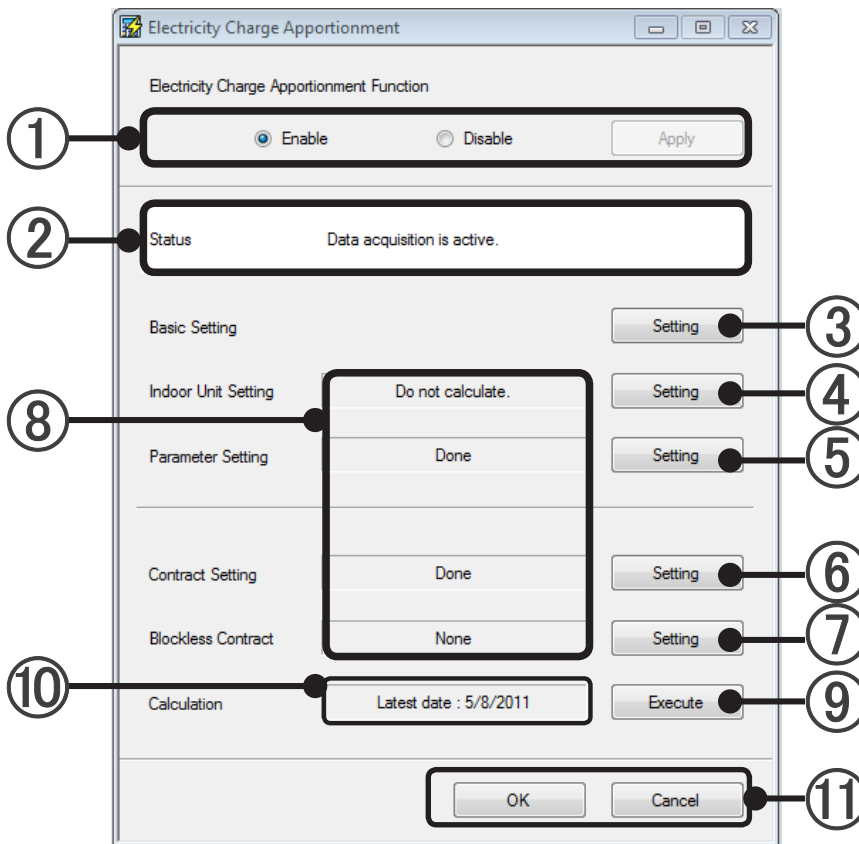 Electricity Charge Apportionment
Electricity Charge Apportionment Function
① Enable Disable Apply
② Status Data acquisition is active.
Basic Setting Setting ③
Indoor Unit Setting Do not calculate. Setting ④
⑧
Parameter Setting Done Setting ⑤
Contract Setting Done Setting ⑥
Blockless Contract None Setting ⑦
⑩ Calculation Latest date : 5/8/2011 Execute ⑨
OK Cancel ⑪